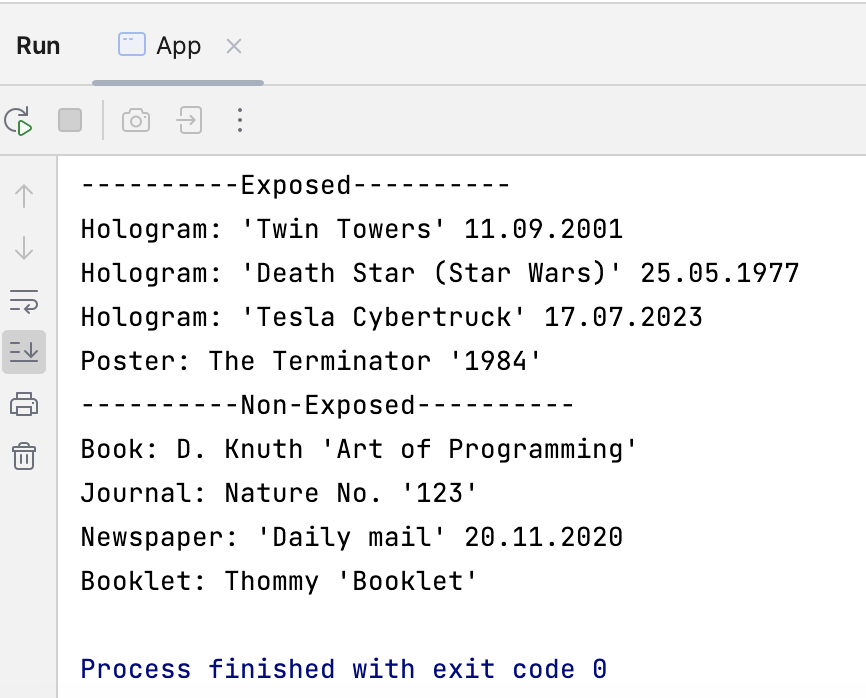 Run
App
----------Exposed----------
Hologram: 'Twin Towers' 11.09.2001
Hologram: 'Death Star (Star Wars)' 25.05.1977
Hologram: 'Tesla Cybertruck' 17.07.2023
Poster: The Terminator '1984'
----------Non-Exposed----------
Book: D. Knuth 'Art of Programming'
Journal: Nature No. '123'
Newspaper: 'Daily mail' 20.11.2020
Booklet: Thommy 'Booklet'
Process finished with exit code 0